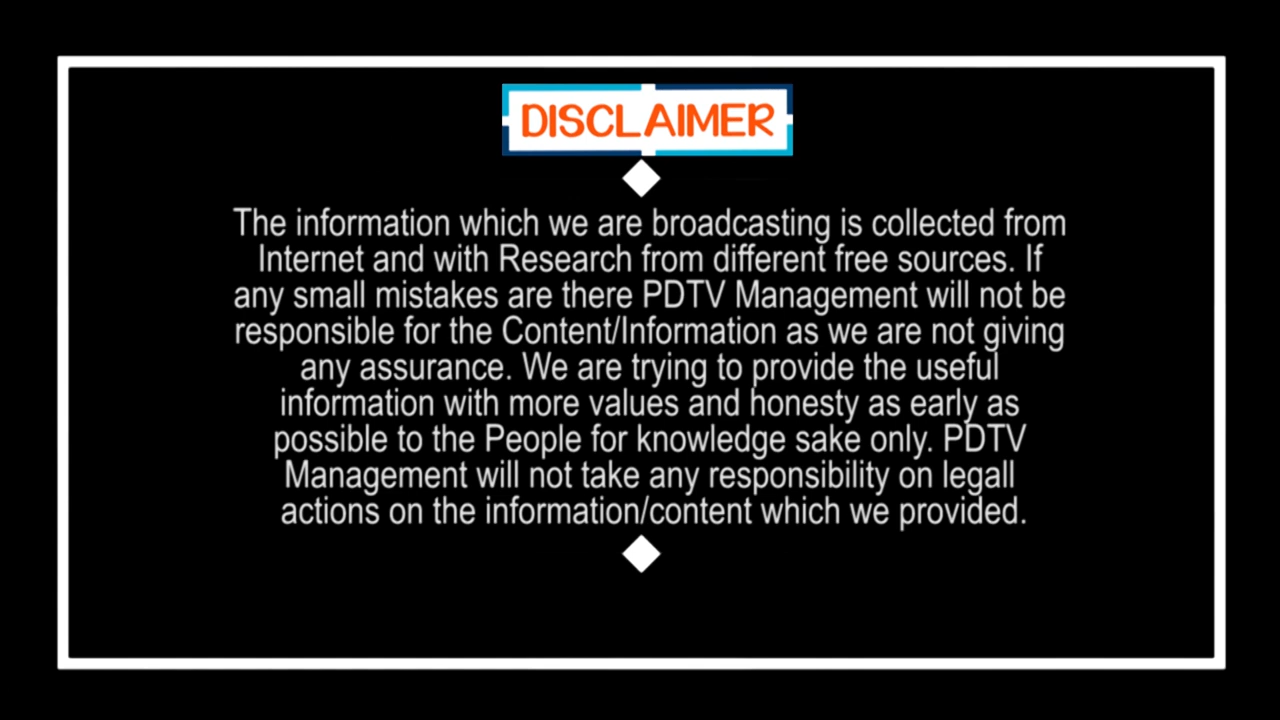 DISCLAIMER
The information which we are broadcasting is collected from
Internet and with Research from different free sources. If
any small mistakes are there PDTV Management will not be
responsible for the Content/Information as we are not giving
any assurance. We are trying to provide the useful
information with more values and honesty as early as
possible to the People for knowledge sake only. PDTV
Management will not take any responsibility on legall
actions on the information/content which we provided.